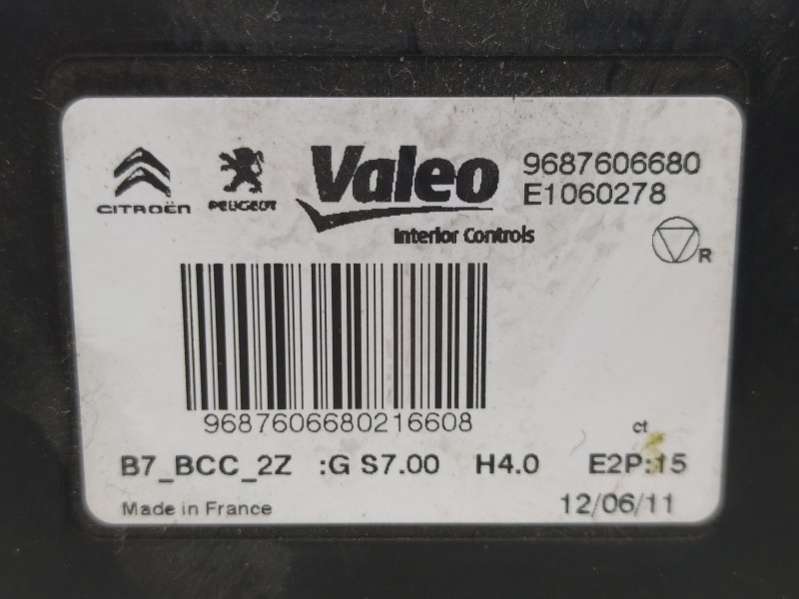 CITROËN PEUGEOT Valeo 9687606680
E1060278
Interior Controls
R
9687606680216608
ct
B7_BCC_2Z :G S7.00 H4.0 E2P:15
Made in France 12/06/11